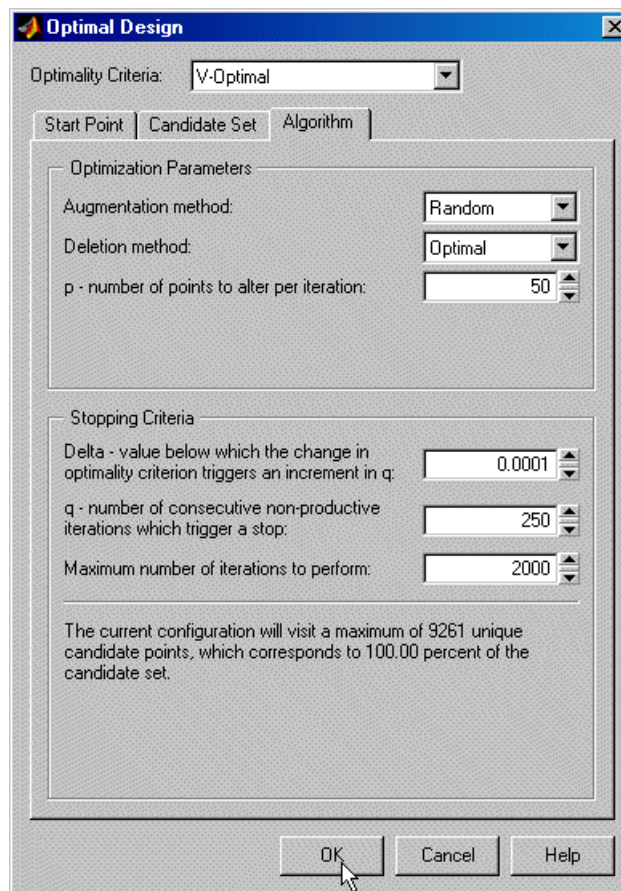 Optimal Design
Optimality Criteria: V-Optimal
Start Point Candidate Set Algorithm
Optimization Parameters
Augmentation method: Random
Deletion method: Optimal
p - number of points to alter per iteration: 50
Stopping Criteria
Delta - value below which the change in
optimality criterion triggers an increment in q: 0.0001
q - number of consecutive non-productive
iterations which trigger a stop: 250
Maximum number of iterations to perform: 2000
The current configuration will visit a maximum of 9261 unique
candidate points, which corresponds to 100.00 percent of the
candidate set.
OK Cancel Help